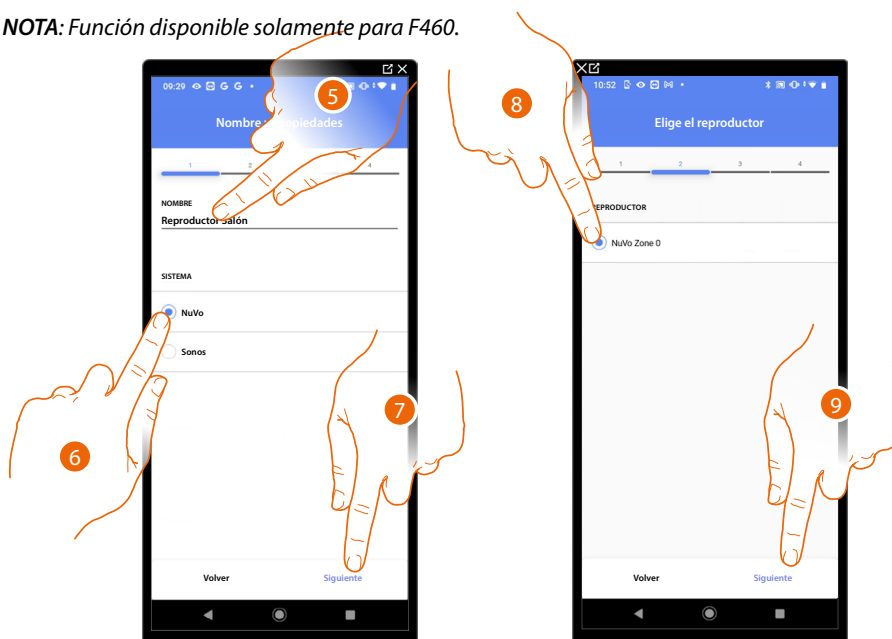 NOTA: Función disponible solamente para F460.
09:29 G G
5
Nombre
1 2 4
NOMBRE
Reproductor Salón
SISTEMA
NuVo
Sonos
6
7
Volver Siguiente
10:52
8
Elige el reproductor
1 2 3 4
REPRODUCTOR
NuVo Zone 0
9
Volver Siguiente